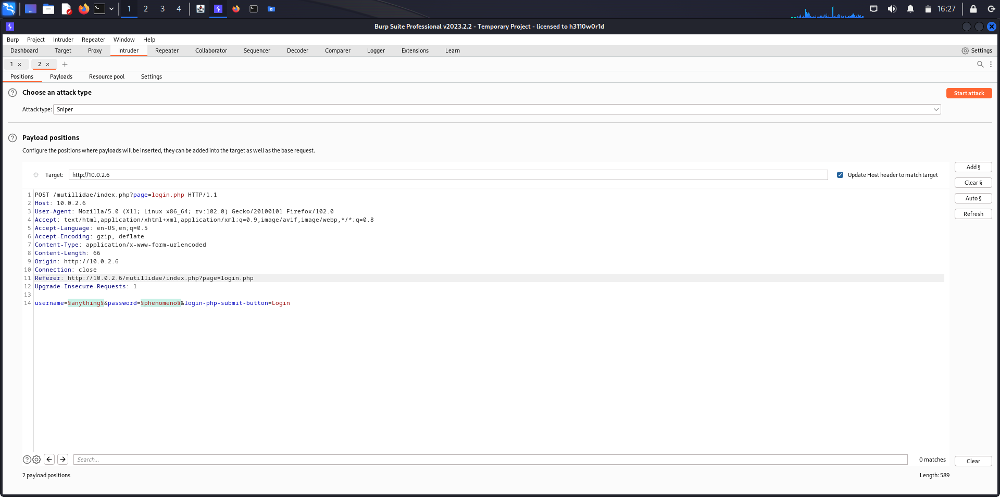 1 2 3 4 16:27
Burp Suite Professional v2023.2.2 - Temporary Project - licensed to h3110w0r1d
Burp Project Intruder Repeater Window Help
Dashboard Target Proxy Intruder Repeater Collaborator Sequencer Decoder Comparer Logger Extensions Learn Settings
1 × 2 × +
Positions Payloads Resource pool Settings
? Choose an attack type Start attack
Attack type: Sniper
? Payload positions
Configure the positions where payloads will be inserted, they can be added into the target as well as the base request.
Add §
Target: http://10.0.2.6 Update Host header to match target
Clear §
Auto §
Refresh
1 POST /mutillidae/index.php?page=login.php HTTP/1.1
2 Host: 10.0.2.6
3 User-Agent: Mozilla/5.0 (X11; Linux x86_64; rv:102.0) Gecko/20100101 Firefox/102.0
4 Accept: text/html,application/xhtml+xml,application/xml;q=0.9,image/avif,image/webp,*/*;q=0.8
5 Accept-Language: en-US,en;q=0.5
6 Accept-Encoding: gzip, deflate
7 Content-Type: application/x-www-form-urlencoded
8 Content-Length: 66
9 Origin: http://10.0.2.6
10 Connection: close
11 Referer: http://10.0.2.6/mutillidae/index.php?page=login.php
12 Upgrade-Insecure-Requests: 1
13
14 username=§anything§&password=§phenomeno§&login-php-submit-button=Login
? Search... 0 matches Clear
2 payload positions Length: 589